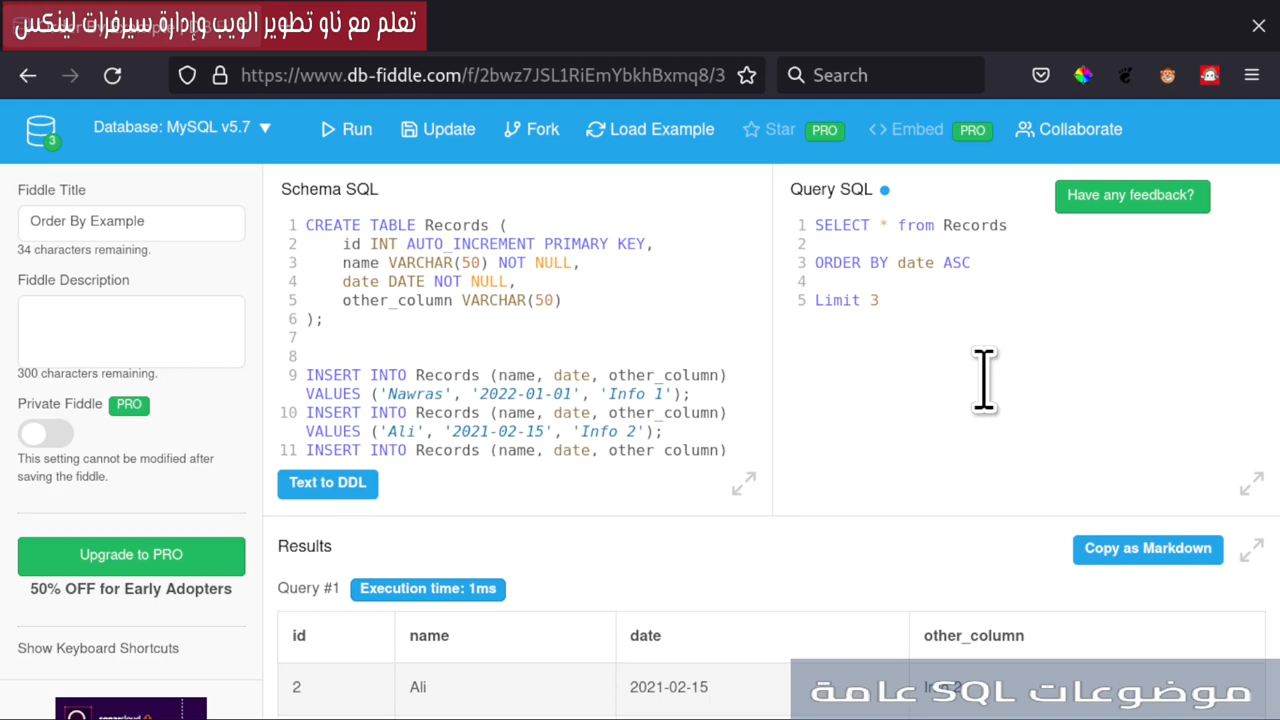 تعلم مع ناو تطوير الويب وإدارة سيرفرات لينكس
https://www.db-fiddle.com/f/2bwz7JSL1RiEmYbkhBxmq8/3
Search
3
Database: MySQL v5.7
Run
Update
Fork
Load Example
Star PRO
Embed PRO
Collaborate
Fiddle Title
Order By Example
34 characters remaining.
Fiddle Description
300 characters remaining.
Private Fiddle PRO
This setting cannot be modified after
saving the fiddle.
Upgrade to PRO
50% OFF for Early Adopters
Show Keyboard Shortcuts
sonarcloud
Schema SQL
1 CREATE TABLE Records (
2 id INT AUTO_INCREMENT PRIMARY KEY,
3 name VARCHAR(50) NOT NULL,
4 date DATE NOT NULL,
5 other_column VARCHAR(50)
6 );
7
8
9 INSERT INTO Records (name, date, other_column)
VALUES ('Nawras', '2022-01-01', 'Info 1');
10 INSERT INTO Records (name, date, other_column)
VALUES ('Ali', '2021-02-15', 'Info 2');
11 INSERT INTO Records (name, date, other_column)
Text to DDL
Query SQL
Have any feedback?
1 SELECT * from Records
2
3 ORDER BY date ASC
4
5 Limit 3
Results
Copy as Markdown
Query #1 Execution time: 1ms
id name date other_column
2 Ali 2021-02-15 Info 2
موضوعات SQL عامة